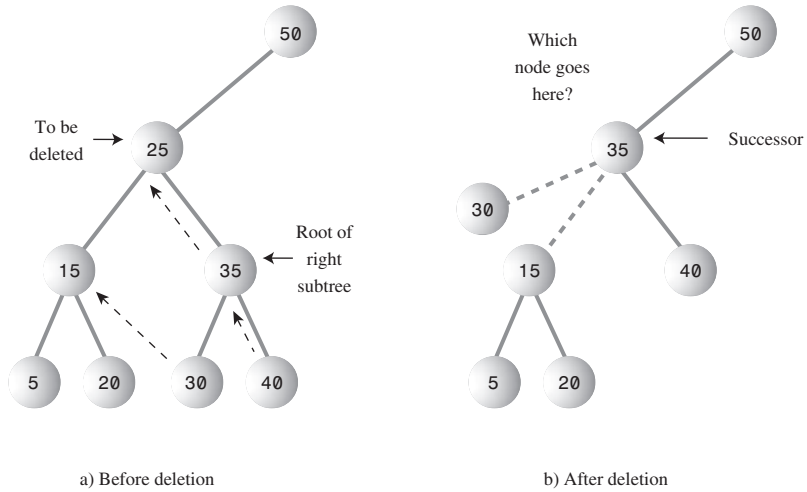 50
To be
deleted
25
15
35
Root of
right
subtree
5
20
30
40
a) Before deletion
Which
node goes
here?
50
35
Successor
30
15
40
5
20
b) After deletion